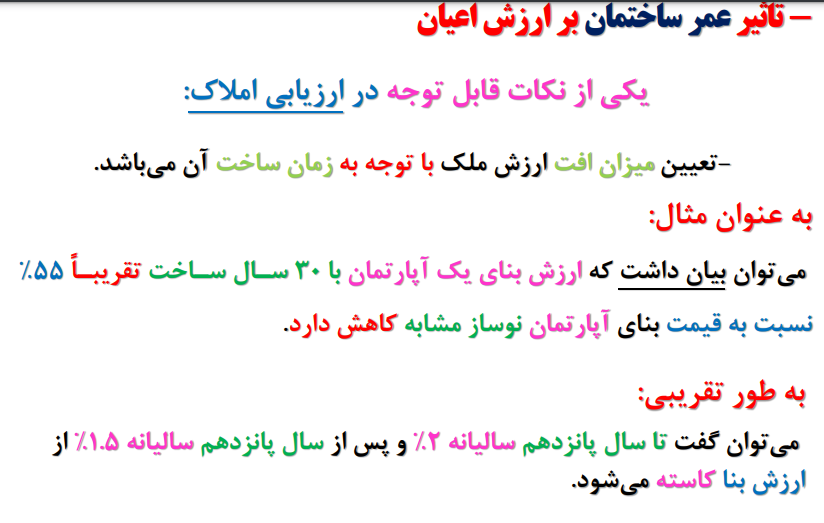 – تاثیر عمر ساختمان بر ارزش اعیان
یکی از نکات قابل توجه در ارزیابی املاک:
-تعیین میزان افت ارزش ملک با توجه به زمان ساخت آن می‌باشد.
به عنوان مثال:
می‌توان بیان داشت که ارزش بنای یک آپارتمان با ۳۰ سال ساخت تقریباً ۵۵٪
نسبت به قیمت بنای آپارتمان نوساز مشابه کاهش دارد.
به طور تقریبی:
می‌توان گفت تا سال پانزدهم سالیانه ۲٪ و پس از سال پانزدهم سالیانه ۱.۵٪ از
ارزش بنا کاسته می‌شود.